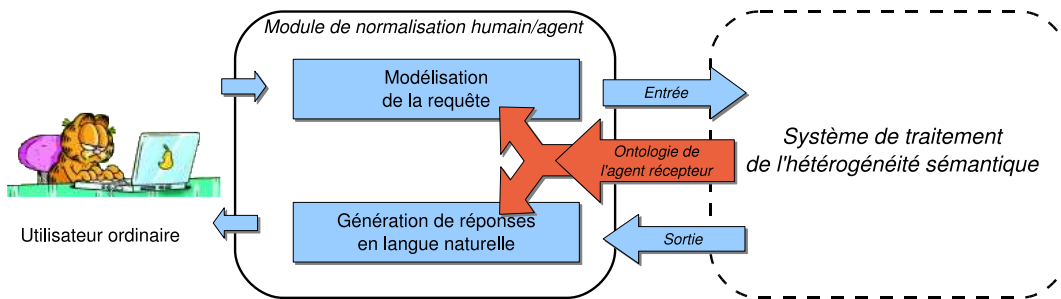 Module de normalisation humain/agent
Modélisation
de la requête
Entrée
Ontologie de
l'agent récepteur
Système de traitement
de l'hétérogénéité sémantique
Utilisateur ordinaire
Génération de réponses
en langue naturelle
Sortie